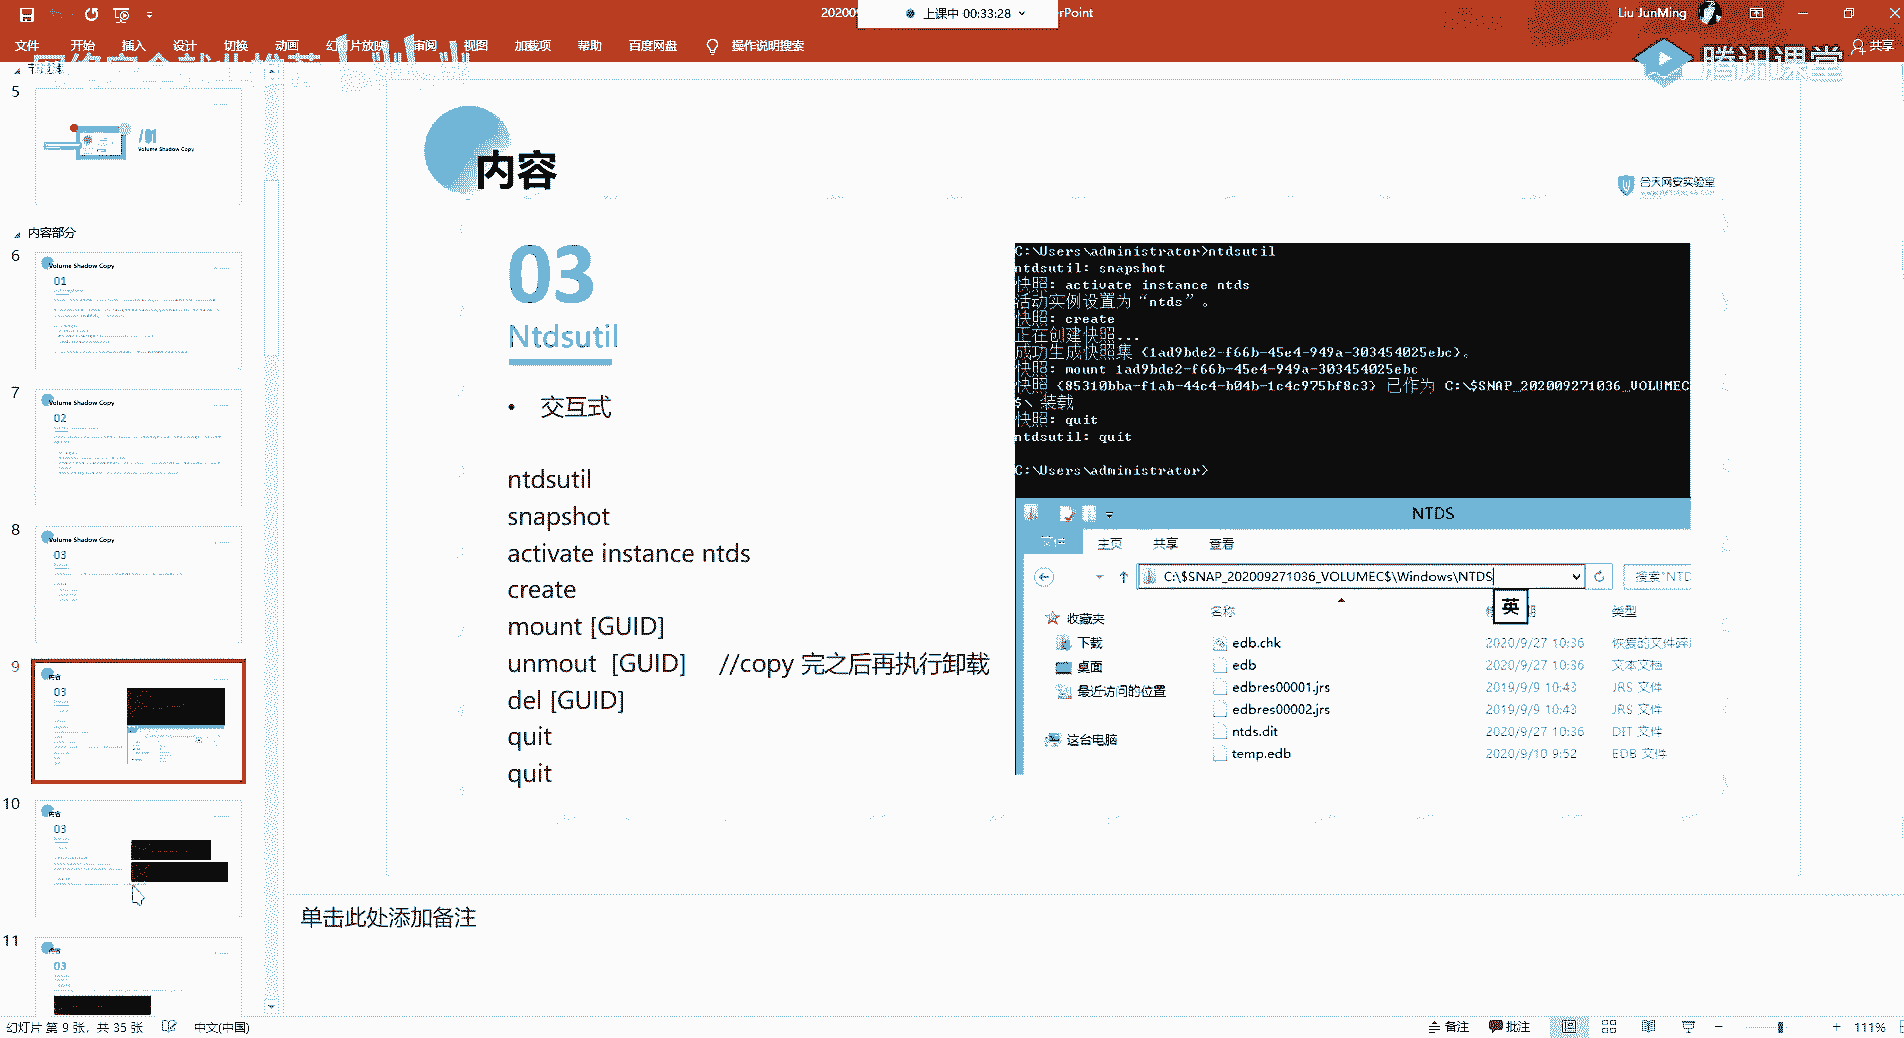 上课中 00:33:28
Liu JunMing
文件 开始 插入 设计 切换 动画 幻灯片放映 审阅 视图 加载项 帮助 百度网盘 操作说明搜索 共享
腾讯课堂
5
/01
Volume Shadow Copy
内容部分
6
Volume Shadow Copy
01
7
Volume Shadow Copy
02
8
Volume Shadow Copy
03
9
内容
03
10
内容
03
11
内容
03
内容
合天网安实验室
03
Ntdsutil
• 交互式
ntdsutil
snapshot
activate instance ntds
create
mount [GUID]
unmout [GUID] //copy 完之后再执行卸载
del [GUID]
quit
quit
C:\Users\administrator>ntdsutil
ntdsutil: snapshot
快照: activate instance ntds
活动实例设置为“ntds”。
快照: create
正在创建快照...
成功生成快照集 {1ad9bde2-f66b-45e4-949a-303454025ebc}。
快照: mount 1ad9bde2-f66b-45e4-949a-303454025ebc
快照 {85310bba-f1ab-44c4-b04b-1c4c975bf8c3} 已作为 C:\$SNAP_202009271036_VOLUMEC
$\ 装载
快照: quit
ntdsutil: quit
C:\Users\administrator>
NTDS
文件 主页 共享 查看
C:\$SNAP_202009271036_VOLUMEC$\Windows\NTDS
搜索"NTD
英
名称 类型
收藏夹
下载
桌面
最近访问的位置
这台电脑
edb.chk 2020/9/27 10:36 恢复的文件碎片
edb 2020/9/27 10:36 文本文档
edbres00001.jrs 2019/9/9 10:43 JRS 文件
edbres00002.jrs 2019/9/9 10:43 JRS 文件
ntds.dit 2020/9/27 10:36 DIT 文件
temp.edb 2020/9/10 9:52 EDB 文件
单击此处添加备注
幻灯片 第 9 张，共 35 张 中文(中国)
备注 批注 111%